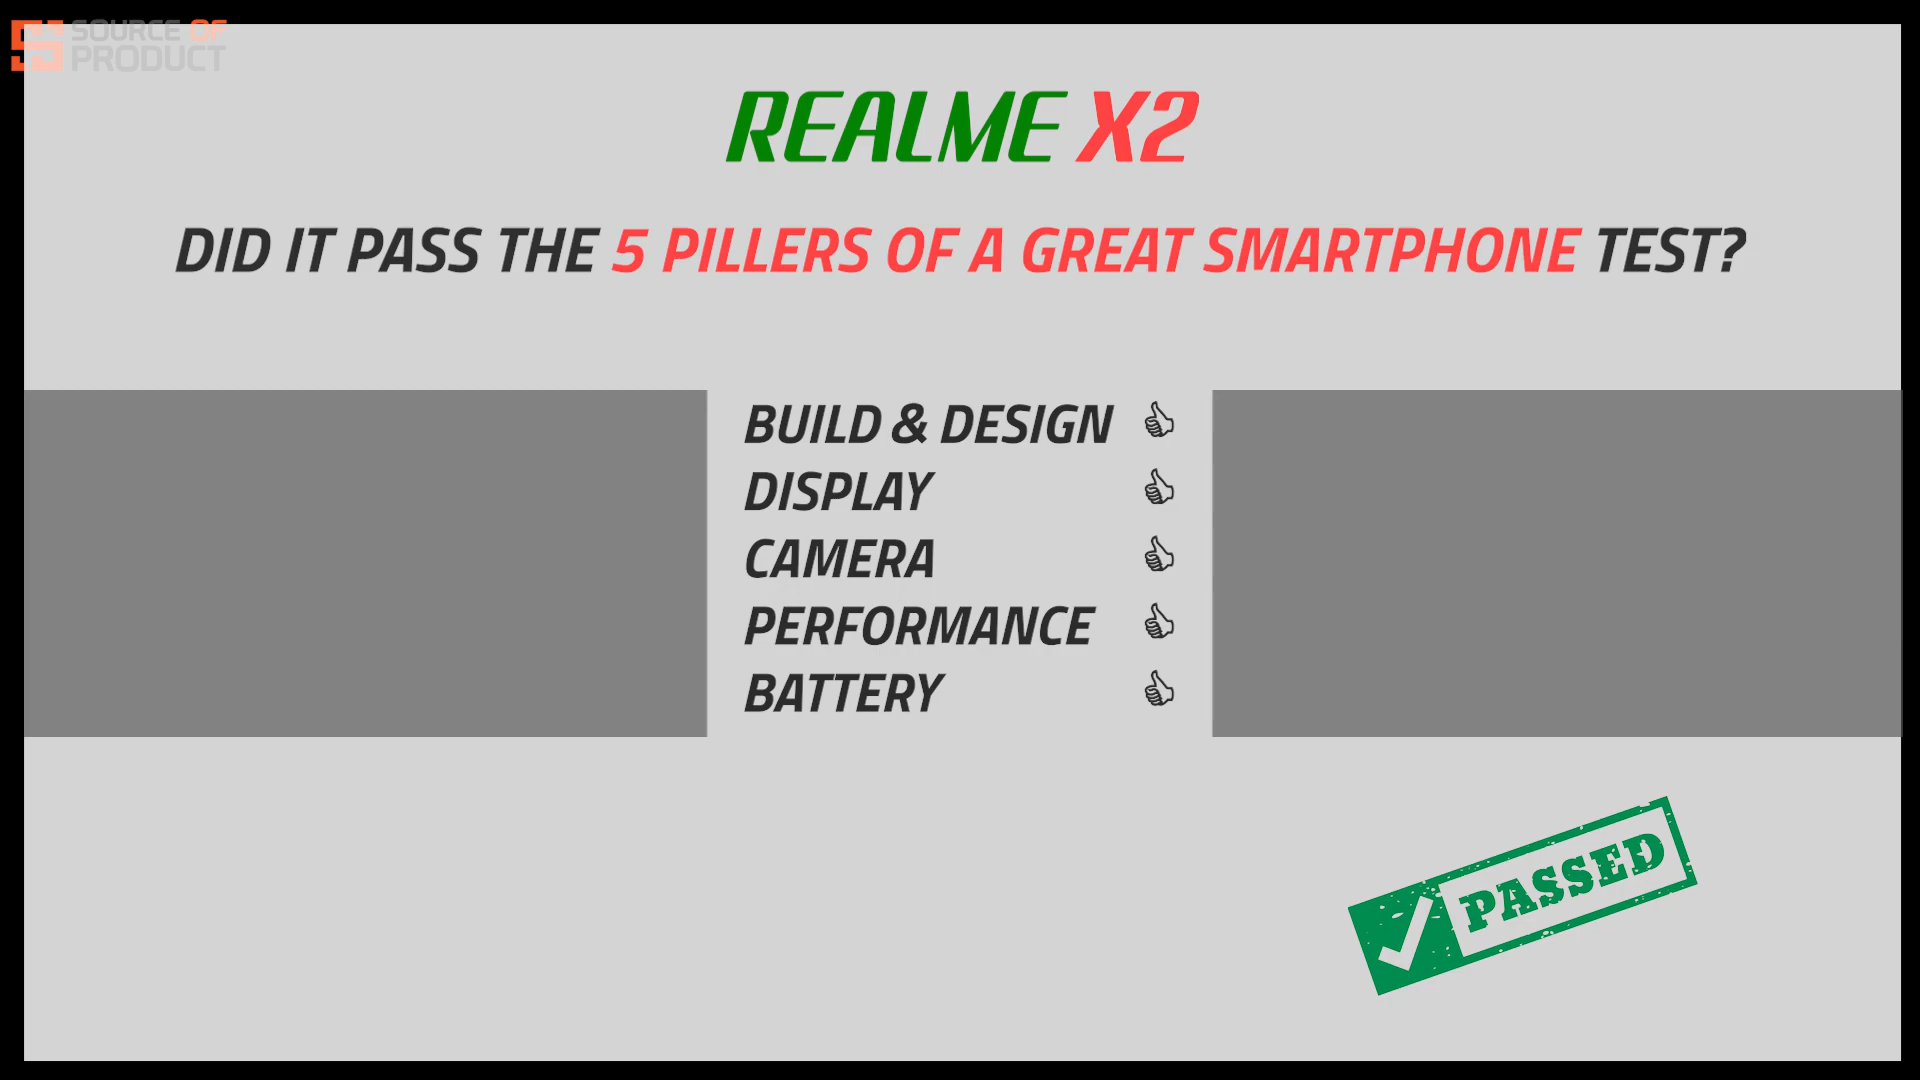 SOURCE OF
PRODUCT
REALME X2
DID IT PASS THE 5 PILLERS OF A GREAT SMARTPHONE TEST?
BUILD & DESIGN 👍
DISPLAY 👍
CAMERA 👍
PERFORMANCE 👍
BATTERY 👍
PASSED